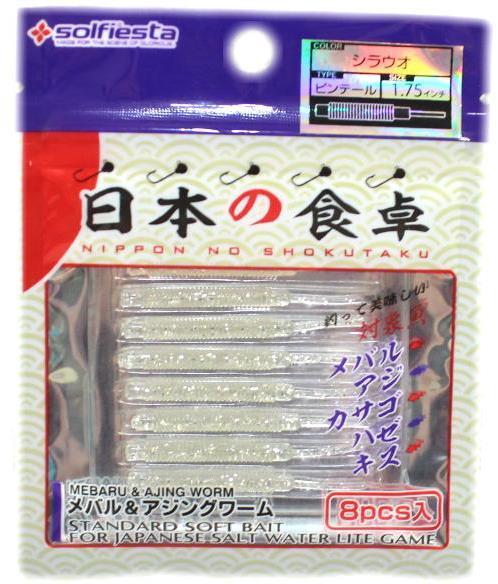 solfiesta
MADE FOR THE SCENE OF GLORIOUS
COLOR
シラウオ
TYPE
SIZE
ピンテール
1.75インチ
日本の食卓
NIPPON NO SHOKUTAKU
釣って美味しい
対象魚
メバル
アジ
カサゴ
ハゼ
キス
MEBARU & AJING WORM
メバル&アジングワーム
8pcs入
STANDARD SOFT BAIT
FOR JAPANESE SALT WATER LITE GAME